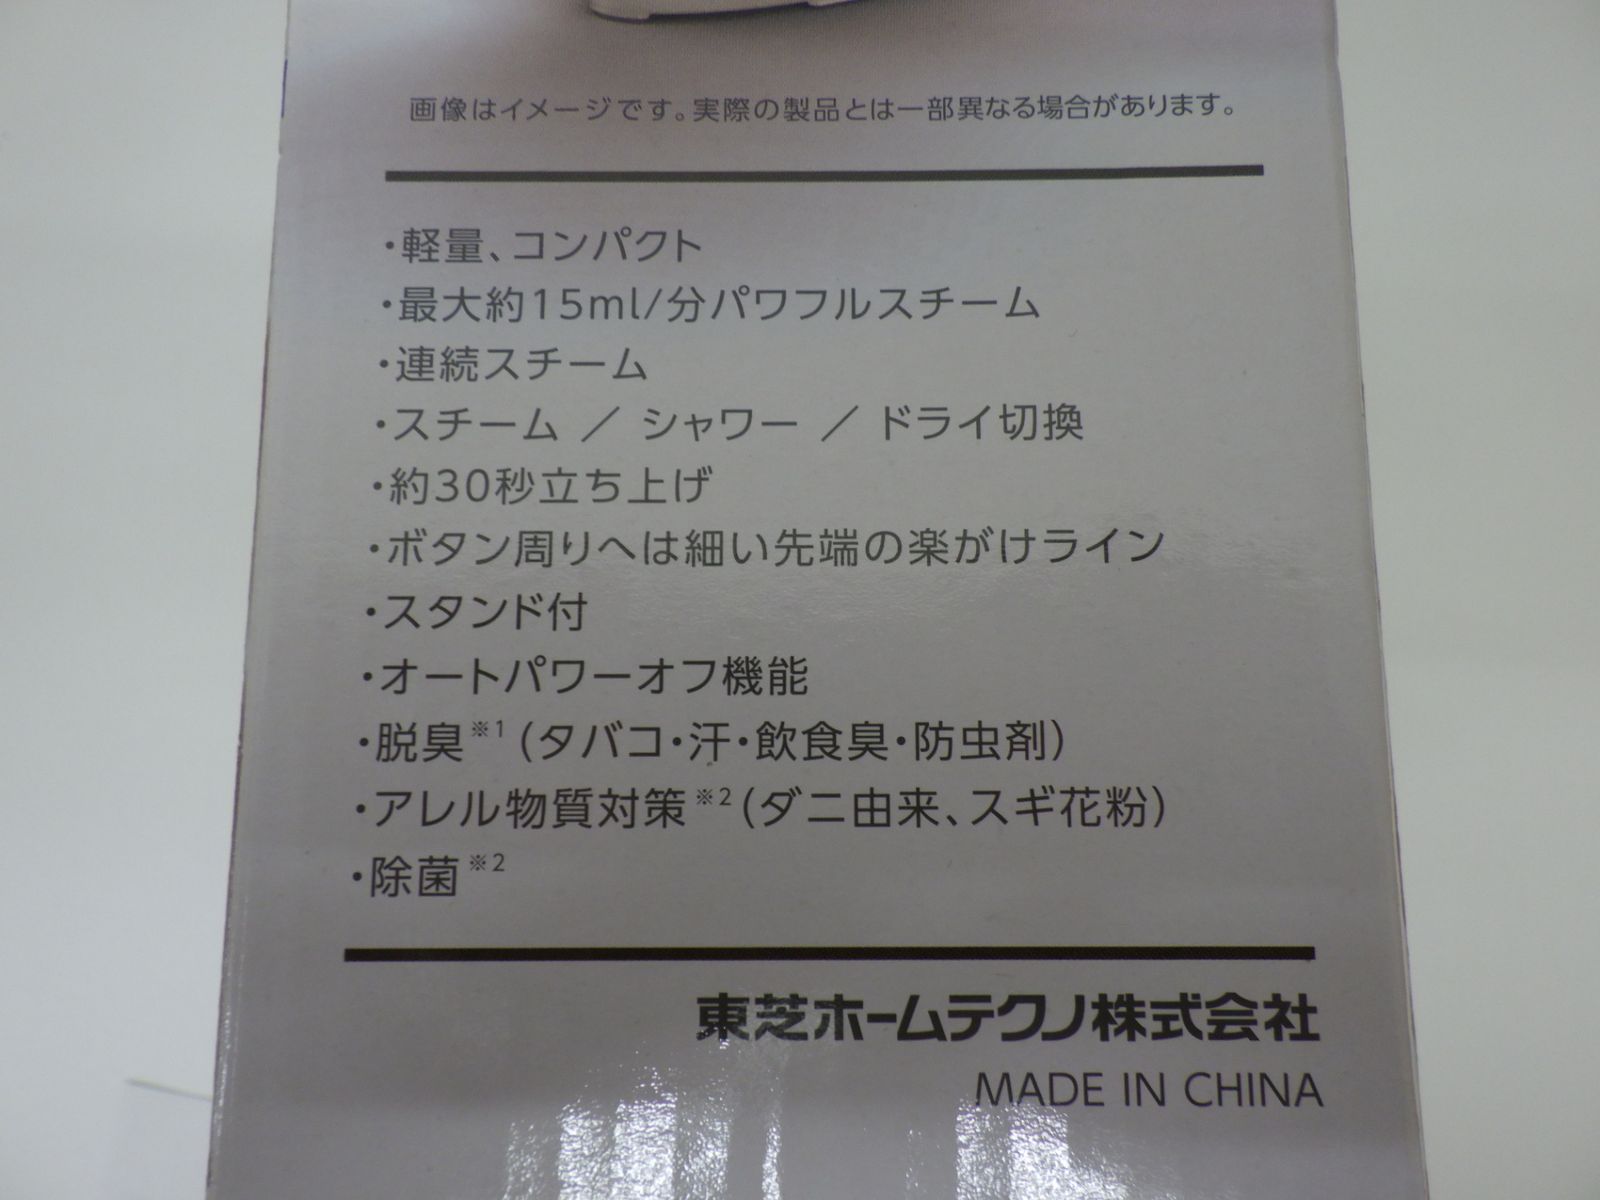 画像はイメージです。実際の製品とは一部異なる場合があります。
・軽量、コンパクト
・最大約15ml/分パワフルスチーム
・連続スチーム
・スチーム ／ シャワー ／ ドライ切換
・約30秒立ち上げ
・ボタン周りへは細い先端の楽がけライン
・スタンド付
・オートパワーオフ機能
・脱臭※1(タバコ・汗・飲食臭・防虫剤)
・アレル物質対策※2(ダニ由来、スギ花粉)
・除菌※2
東芝ホームテクノ株式会社
MADE IN CHINA